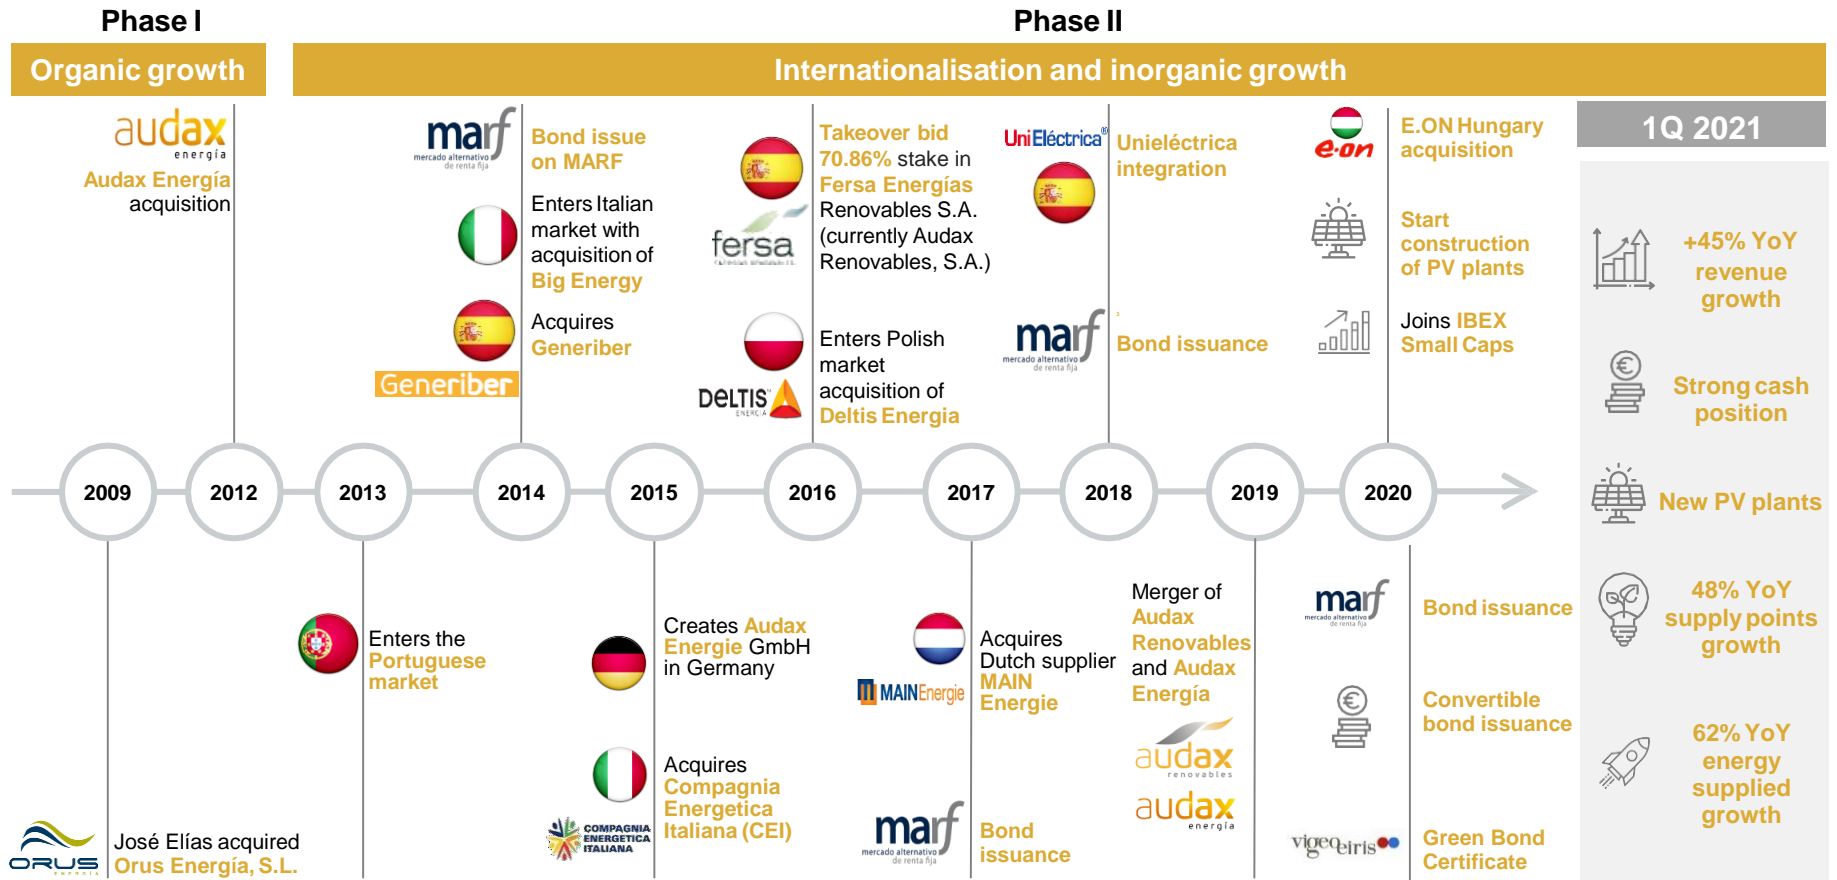 Phase I
Phase II
Organic growth
Internationalisation and inorganic growth
audax
energía
Audax Energía
acquisition
marf
mercado alternativo
de renta fija
Bond issue
on MARF
Enters Italian
market with
acquisition of
Big Energy
Acquires
Generiber
Generiber
Takeover bid
70.86% stake in
Fersa Energías
Renovables S.A.
(currently Audax
Renovables, S.A.)
fersa
Enters Polish
market
acquisition of
Deltis Energia
DELTIS
ENERGIA
UniEléctrica®
Unieléctrica
integration
marf
mercado alternativo
de renta fija
Bond issuance
e·on
E.ON Hungary
acquisition
Start
construction
of PV plants
Joins IBEX
Small Caps
1Q 2021
+45% YoY
revenue
growth
Strong cash
position
New PV plants
48% YoY
supply points
growth
62% YoY
energy
supplied
growth
2009
2012
2013
2014
2015
2016
2017
2018
2019
2020
ORUS
ENERGÍA
José Elías acquired
Orus Energía, S.L.
Enters the
Portuguese
market
Creates Audax
Energie GmbH
in Germany
Acquires
Compagnia
Energetica
Italiana (CEI)
COMPAGNIA
ENERGETICA
ITALIANA
Acquires
Dutch supplier
MAIN
Energie
MAINEnergie
marf
mercado alternativo
de renta fija
Bond
issuance
Merger of
Audax
Renovables
and Audax
Energía
audax
renovables
audax
energía
marf
mercado alternativo
de renta fija
Bond issuance
Convertible
bond issuance
vigeoeiris
Green Bond
Certificate